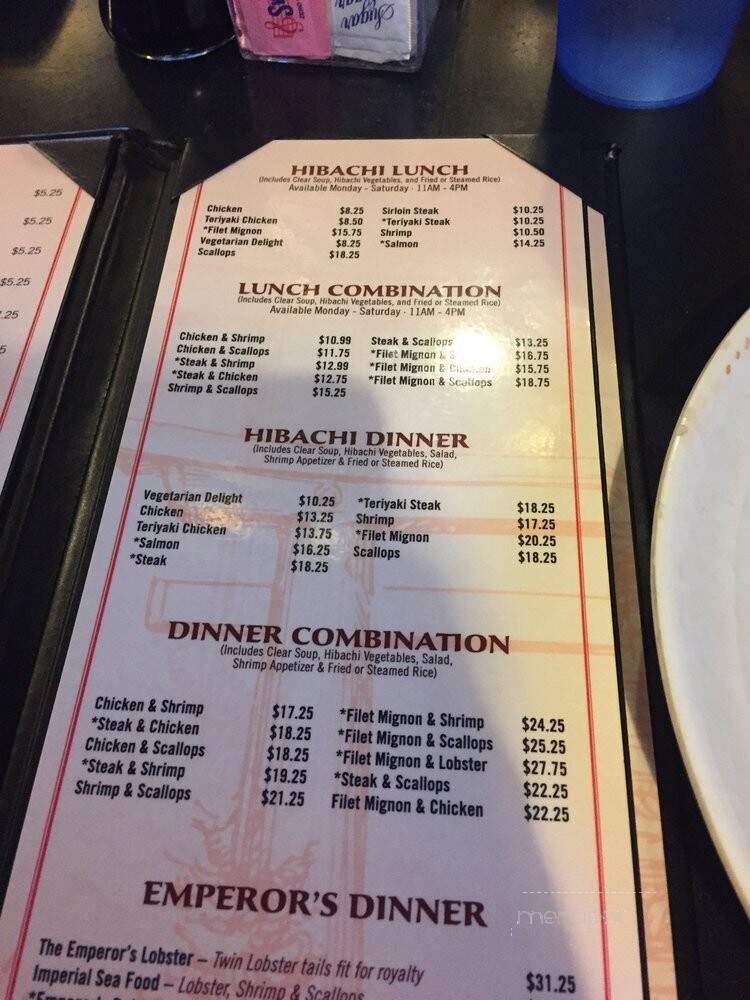 Sugar
Sugar
$5.25
$5.25
$5.25
$5.25
.25
5
HIBACHI LUNCH
(Includes Clear Soup, Hibachi Vegetables, and Fried or Steamed Rice)
Available Monday - Saturday · 11AM - 4PM
Chicken $8.25
Teriyaki Chicken $8.50
*Filet Mignon $15.75
Vegetarian Delight $8.25
Scallops $18.25
Sirloin Steak $10.25
*Teriyaki Steak $10.25
Shrimp $10.50
*Salmon $14.25
LUNCH COMBINATION
(Includes Clear Soup, Hibachi Vegetables, and Fried or Steamed Rice)
Available Monday - Saturday · 11AM - 4PM
Chicken & Shrimp $10.99
Chicken & Scallops $11.75
*Steak & Shrimp $12.99
*Steak & Chicken $12.75
Shrimp & Scallops $15.25
Steak & Scallops $13.25
*Filet Mignon & S $16.75
*Filet Mignon & $15.75
*Filet Mignon & Scallops $18.75
HIBACHI DINNER
(Includes Clear Soup, Hibachi Vegetables, Salad,
Shrimp Appetizer & Fried or Steamed Rice)
Vegetarian Delight $10.25
Chicken $13.25
Teriyaki Chicken $13.75
*Salmon $16.25
*Steak $18.25
*Teriyaki Steak $18.25
Shrimp $17.25
*Filet Mignon $20.25
Scallops $18.25
DINNER COMBINATION
(Includes Clear Soup, Hibachi Vegetables, Salad,
Shrimp Appetizer & Fried or Steamed Rice)
Chicken & Shrimp $17.25
*Steak & Chicken $18.25
Chicken & Scallops $18.25
*Steak & Shrimp $19.25
Shrimp & Scallops $21.25
*Filet Mignon & Shrimp $24.25
*Filet Mignon & Scallops $25.25
*Filet Mignon & Lobster $27.75
*Steak & Scallops $22.25
Filet Mignon & Chicken $22.25
EMPEROR'S DINNER
The Emperor's Lobster – Twin Lobster tails fit for royalty $31.25
Imperial Sea Food – Lobster, Shrimp & Scallops